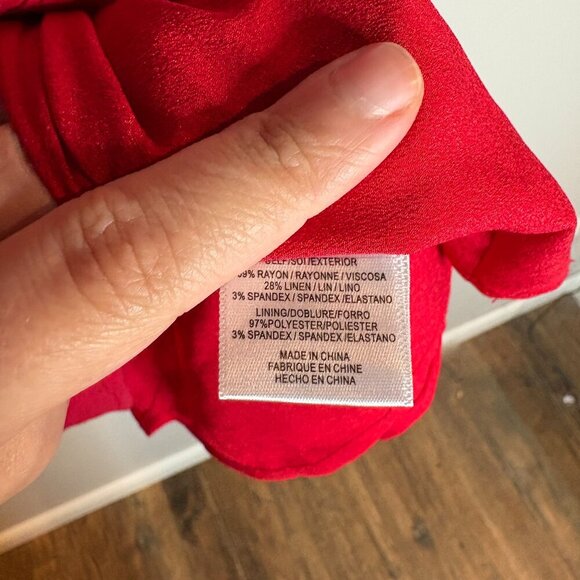 SELF/SOI/EXTERIOR
RAYON / RAYONNE / VISCOSA
28% LINEN / LIN / LINO
3% SPANDEX / SPANDEX /ELASTANO
LINING/DOBLURE/FORRO
97%POLYESTER/POLIESTER
3% SPANDEX / SPANDEX /ELASTANO
MADE IN CHINA
FABRIQUE EN CHINE
HECHO EN CHINA